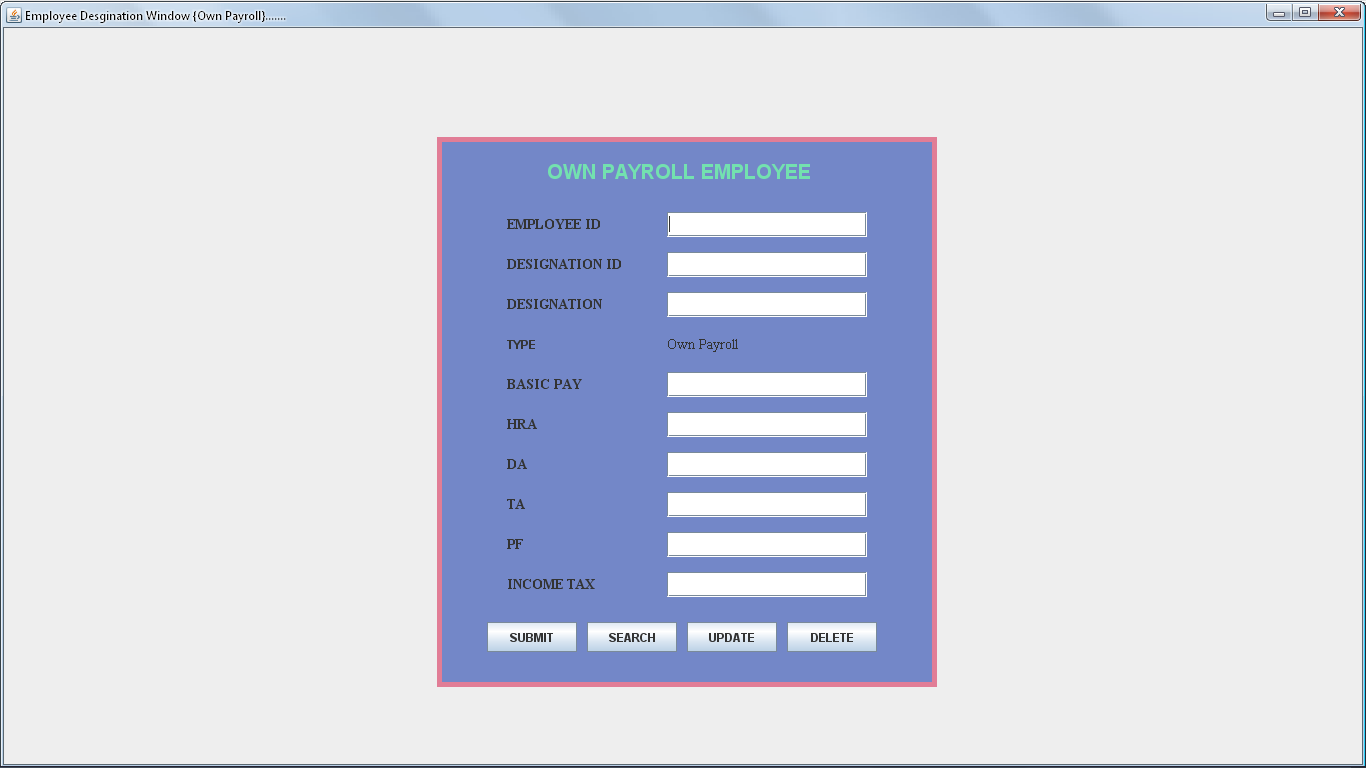 Employee Desgination Window {Own Payroll}.......
OWN PAYROLL EMPLOYEE
EMPLOYEE ID
DESIGNATION ID
DESIGNATION
TYPE Own Payroll
BASIC PAY
HRA
DA
TA
PF
INCOME TAX
SUBMIT SEARCH UPDATE DELETE